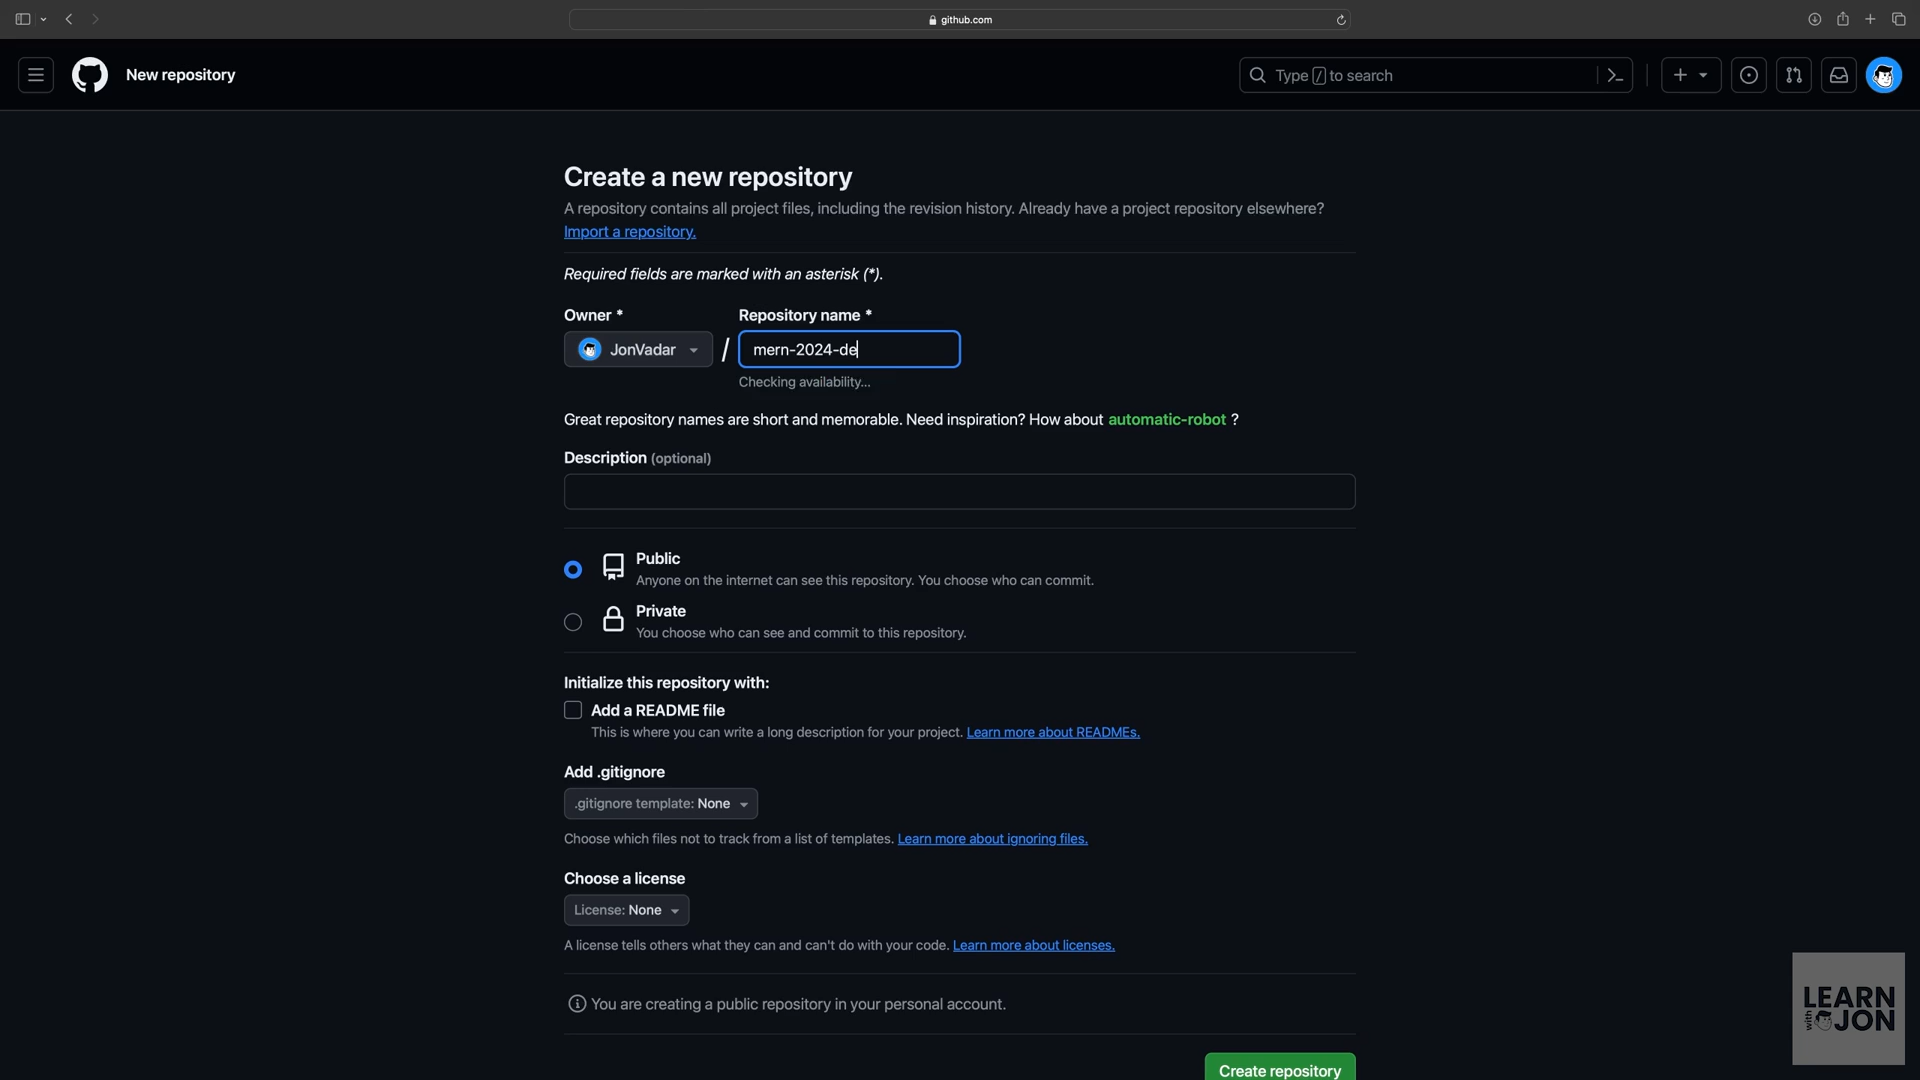 github.com
New repository
Type / to search
Create a new repository
A repository contains all project files, including the revision history. Already have a project repository elsewhere?
Import a repository.
Required fields are marked with an asterisk (*).
Owner * Repository name *
JonVadar / mern-2024-de
Checking availability...
Great repository names are short and memorable. Need inspiration? How about automatic-robot ?
Description (optional)
Public
Anyone on the internet can see this repository. You choose who can commit.
Private
You choose who can see and commit to this repository.
Initialize this repository with:
Add a README file
This is where you can write a long description for your project. Learn more about READMEs.
Add .gitignore
.gitignore template: None
Choose which files not to track from a list of templates. Learn more about ignoring files.
Choose a license
License: None
A license tells others what they can and can't do with your code. Learn more about licenses.
You are creating a public repository in your personal account.
Create repository
LEARN
with JON